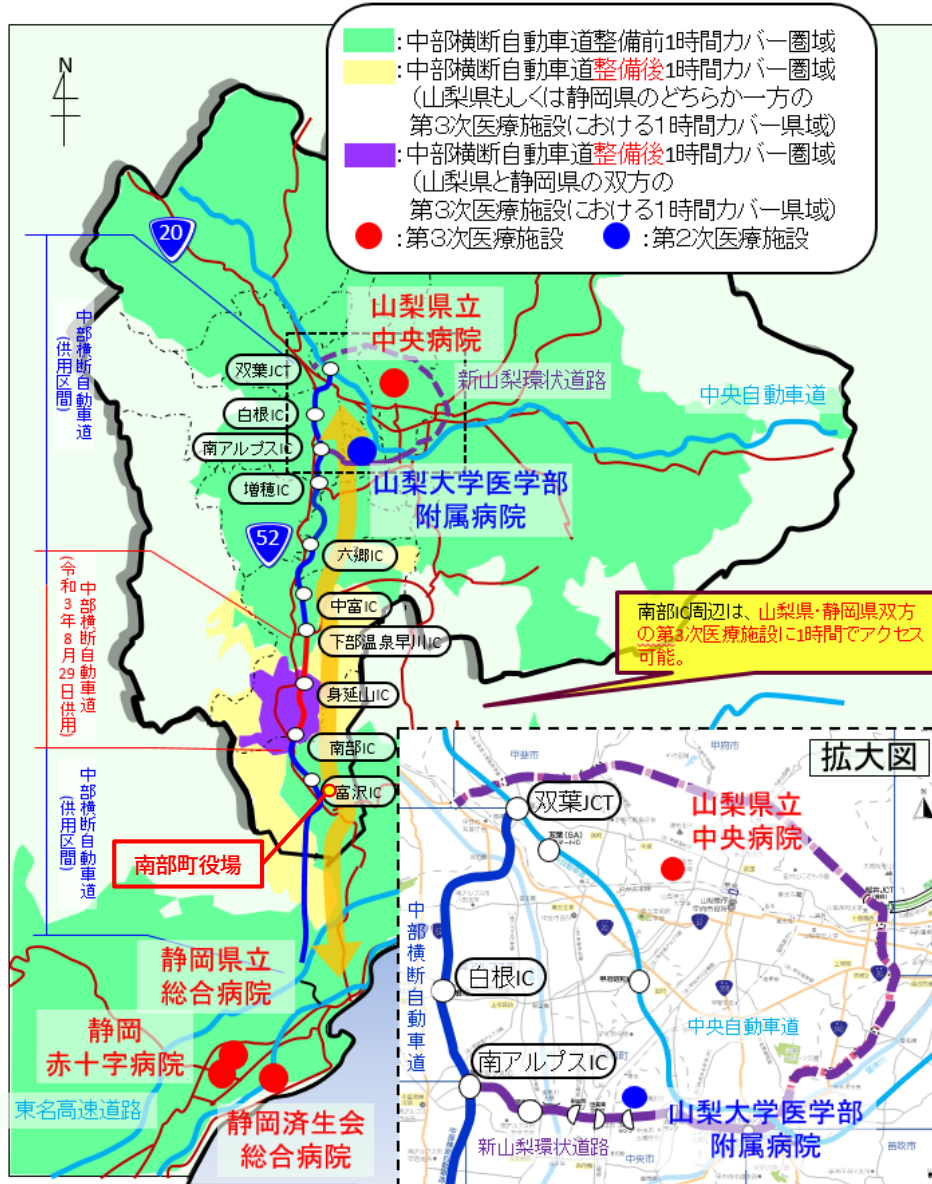 :中部横断自動車道整備前1時間カバー圏域
:中部横断自動車道整備後1時間カバー圏域
(山梨県もしくは静岡県のどちらか一方の
第3次医療施設における1時間カバー県域)
:中部横断自動車道整備後1時間カバー圏域
(山梨県と静岡県の双方の
第3次医療施設における1時間カバー県域)
:第3次医療施設
:第2次医療施設
N
20
中部横断自動車道
(供用区間)
山梨県立
中央病院
双葉JCT
新山梨環状道路
中央自動車道
白根IC
南アルプスIC
増穂IC
山梨大学医学部
附属病院
52
六郷IC
中部横断自動車道
(令和3年8月29日供用)
中富IC
下部温泉早川IC
南部IC周辺は、山梨県・静岡県双方
の第3次医療施設に1時間でアクセス
可能。
身延山IC
南部IC
中部横断自動車道
(供用区間)
富沢IC
南部町役場
静岡県立
総合病院
静岡
赤十字病院
東名高速道路
静岡済生会
総合病院
拡大図
甲斐市
甲府市
双葉JCT
山梨県立
中央病院
中部横断自動車道
白根IC
中央自動車道
南アルプスIC
山梨大学医学部
附属病院
新山梨環状道路
中央市
笛吹市